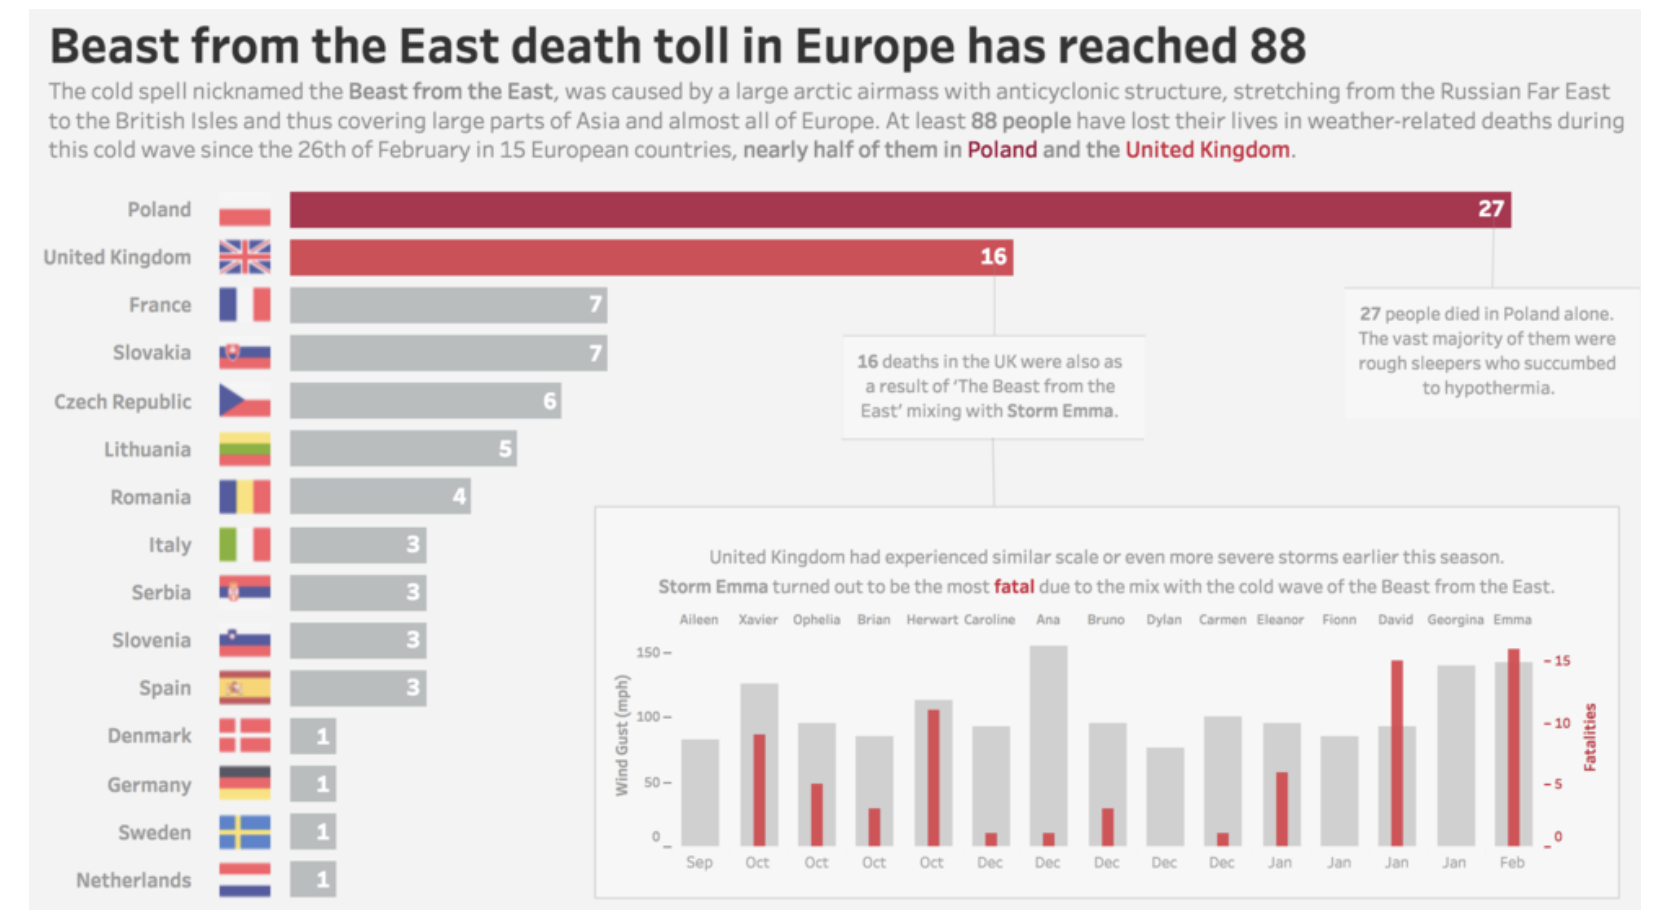 Beast from the East death toll in Europe has reached 88
The cold spell nicknamed the Beast from the East, was caused by a large arctic airmass with anticyclonic structure, stretching from the Russian Far East
to the British Isles and thus covering large parts of Asia and almost all of Europe. At least 88 people have lost their lives in weather-related deaths during
this cold wave since the 26th of February in 15 European countries, nearly half of them in Poland and the United Kingdom.
Poland 27
United Kingdom 16
France 7
Slovakia 7
Czech Republic 6
Lithuania 5
Romania 4
Italy 3
Serbia 3
Slovenia 3
Spain 3
Denmark 1
Germany 1
Sweden 1
Netherlands 1
27 people died in Poland alone.
The vast majority of them were
rough sleepers who succumbed
to hypothermia.
16 deaths in the UK were also as
a result of ‘The Beast from the
East’ mixing with Storm Emma.
United Kingdom had experienced similar scale or even more severe storms earlier this season.
Storm Emma turned out to be the most fatal due to the mix with the cold wave of the Beast from the East.
Aileen Xavier Ophelia Brian Herwart Caroline Ana Bruno Dylan Carmen Eleanor Fionn David Georgina Emma
Wind Gust (mph)
150
100
50
0
15
10
5
0
Fatalities
Sep Oct Oct Oct Oct Dec Dec Dec Dec Dec Jan Jan Jan Jan Feb